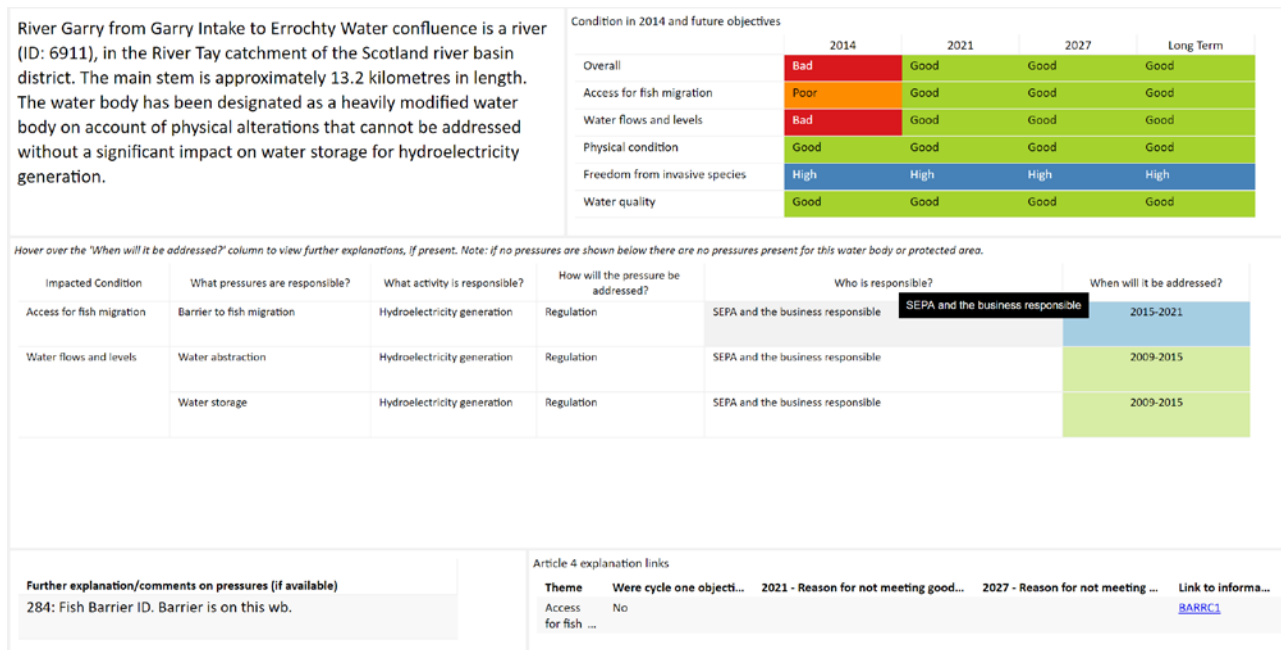 River Garry from Garry Intake to Errochty Water confluence is a river
(ID: 6911), in the River Tay catchment of the Scotland river basin
district. The main stem is approximately 13.2 kilometres in length.
The water body has been designated as a heavily modified water
body on account of physical alterations that cannot be addressed
without a significant impact on water storage for hydroelectricity
generation.
Condition in 2014 and future objectives
2014 2021 2027 Long Term
Overall Bad Good Good Good
Access for fish migration Poor Good Good Good
Water flows and levels Bad Good Good Good
Physical condition Good Good Good Good
Freedom from invasive species High High High High
Water quality Good Good Good Good
Hover over the 'When will it be addressed?' column to view further explanations, if present. Note: if no pressures are shown below there are no pressures present for this water body or protected area.
Impacted Condition What pressures are responsible? What activity is responsible? How will the pressure be addressed? Who is responsible? When will it be addressed?
SEPA and the business responsible
Access for fish migration Barrier to fish migration Hydroelectricity generation Regulation SEPA and the business responsible 2015-2021
Water flows and levels Water abstraction Hydroelectricity generation Regulation SEPA and the business responsible 2009-2015
Water storage Hydroelectricity generation Regulation SEPA and the business responsible 2009-2015
Further explanation/comments on pressures (if available)
284: Fish Barrier ID. Barrier is on this wb.
Article 4 explanation links
Theme Were cycle one objecti... 2021 - Reason for not meeting good... 2027 - Reason for not meeting ... Link to informa...
Access No BARRC1
for fish ...